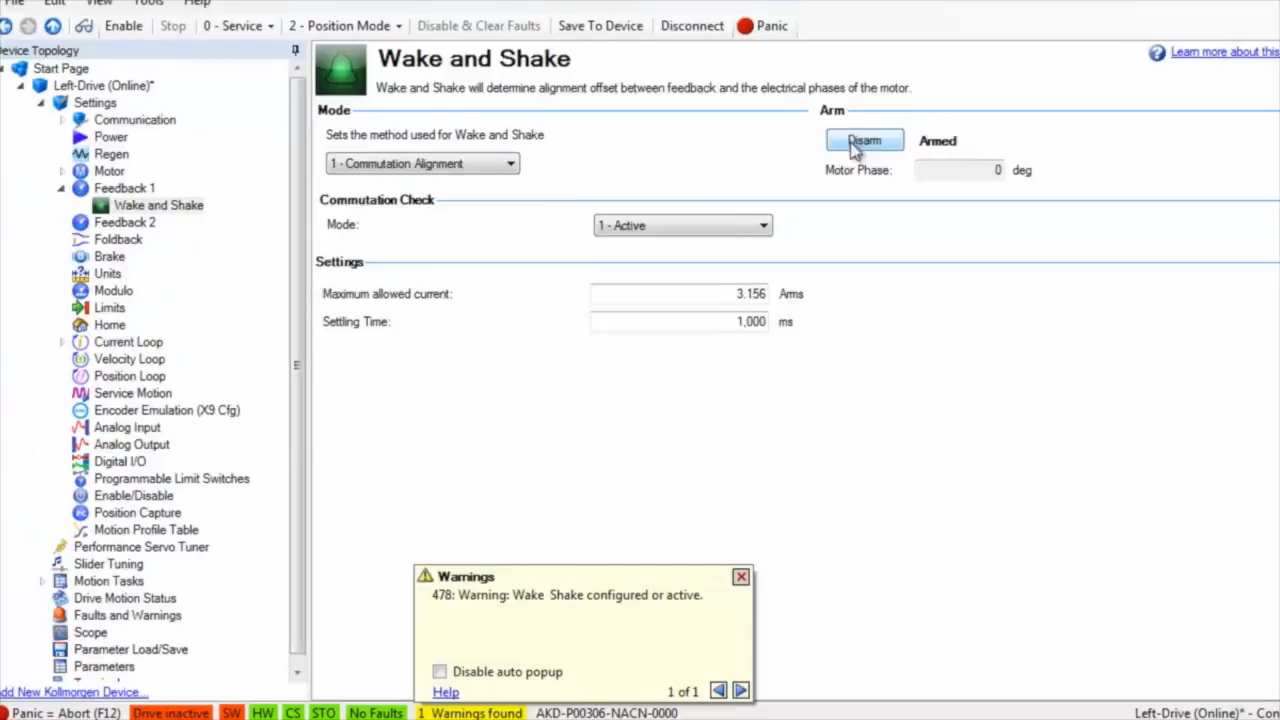 File Edit View Tools Help
Enable Stop 0 - Service 2 - Position Mode Disable & Clear Faults Save To Device Disconnect Panic
Device Topology
Start Page
Left-Drive (Online)*
Settings
Communication
Power
Regen
Motor
Feedback 1
Wake and Shake
Feedback 2
Foldback
Brake
Units
Modulo
Limits
Home
Current Loop
Velocity Loop
Position Loop
Service Motion
Encoder Emulation (X9 Cfg)
Analog Input
Analog Output
Digital I/O
Programmable Limit Switches
Enable/Disable
Position Capture
Motion Profile Table
Performance Servo Tuner
Slider Tuning
Motion Tasks
Drive Motion Status
Faults and Warnings
Scope
Parameter Load/Save
Parameters
dd New Kollmorgen Device...
Wake and Shake
Learn more about this
Wake and Shake will determine alignment offset between feedback and the electrical phases of the motor.
Mode
Sets the method used for Wake and Shake
1 - Commutation Alignment
Arm
Disarm Armed
Motor Phase: 0 deg
Commutation Check
Mode: 1 - Active
Settings
Maximum allowed current: 3.156 Arms
Settling Time: 1,000 ms
Warnings
478: Warning: Wake Shake configured or active.
Disable auto popup
Help 1 of 1
Panic = Abort (F12) Drive inactive SW HW CS STO No Faults 1 Warnings found AKD-P00306-NACN-0000 Left-Drive (Online)* - Con